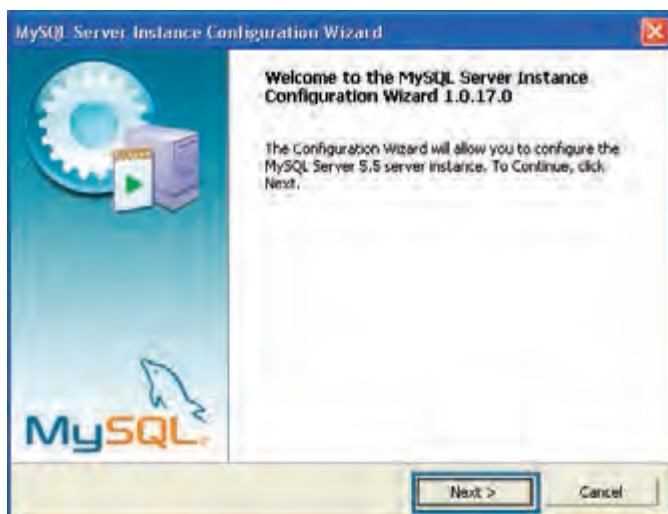 MySQL Server Instance Configuration Wizard
Welcome to the MySQL Server Instance
Configuration Wizard 1.0.17.0
The Configuration Wizard will allow you to configure the
MySQL Server 5.5 server instance. To Continue, click
Next.
MySQL
Next >
Cancel